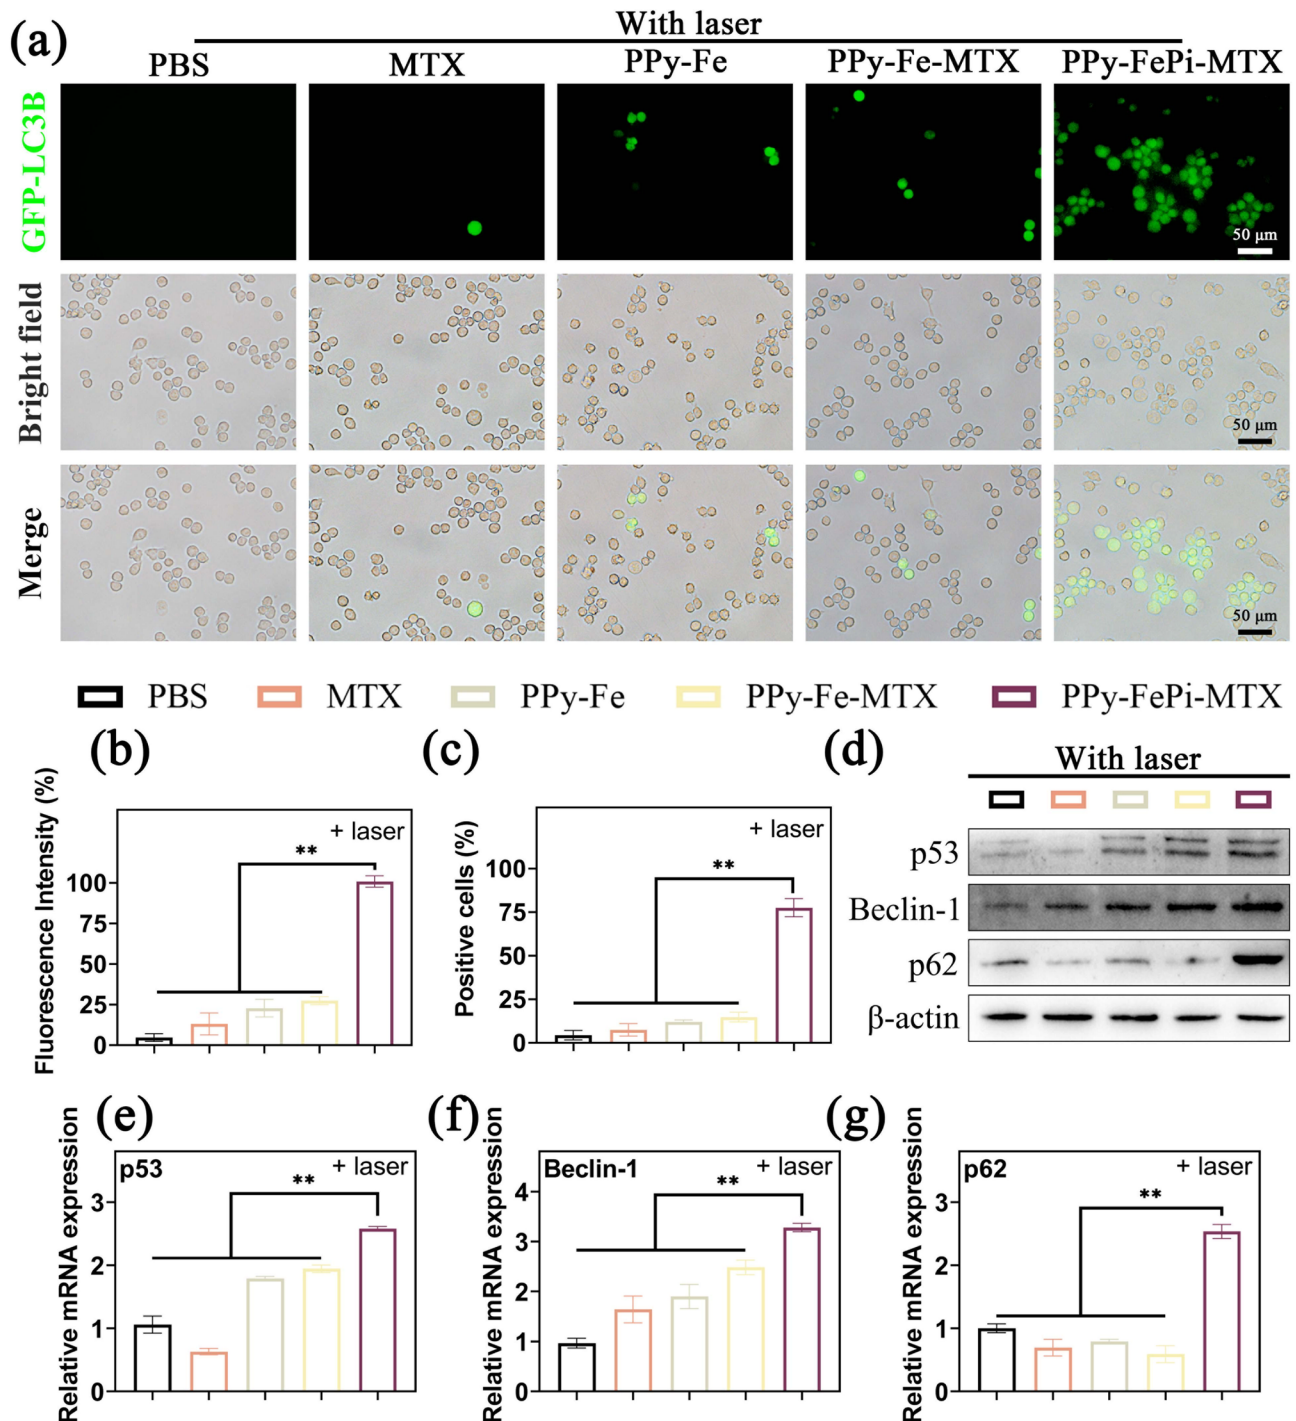 (a)
With laser
PBS MTX PPy-Fe PPy-Fe-MTX PPy-FePi-MTX
GFP-LC3B
50 μm
Bright field
50 μm
Merge
50 μm
PBS MTX PPy-Fe PPy-Fe-MTX PPy-FePi-MTX
(b)
Fluorescence Intensity (%)
+ laser
**
100
75
50
25
0
(c)
Positive cells (%)
+ laser
**
100
75
50
25
0
(d)
With laser
p53
Beclin-1
p62
β-actin
(e)
Relative mRNA expression
p53
+ laser
**
3
2
1
0
(f)
Relative mRNA expression
Beclin-1
+ laser
**
4
3
2
1
0
(g)
Relative mRNA expression
p62
+ laser
**
3
2
1
0